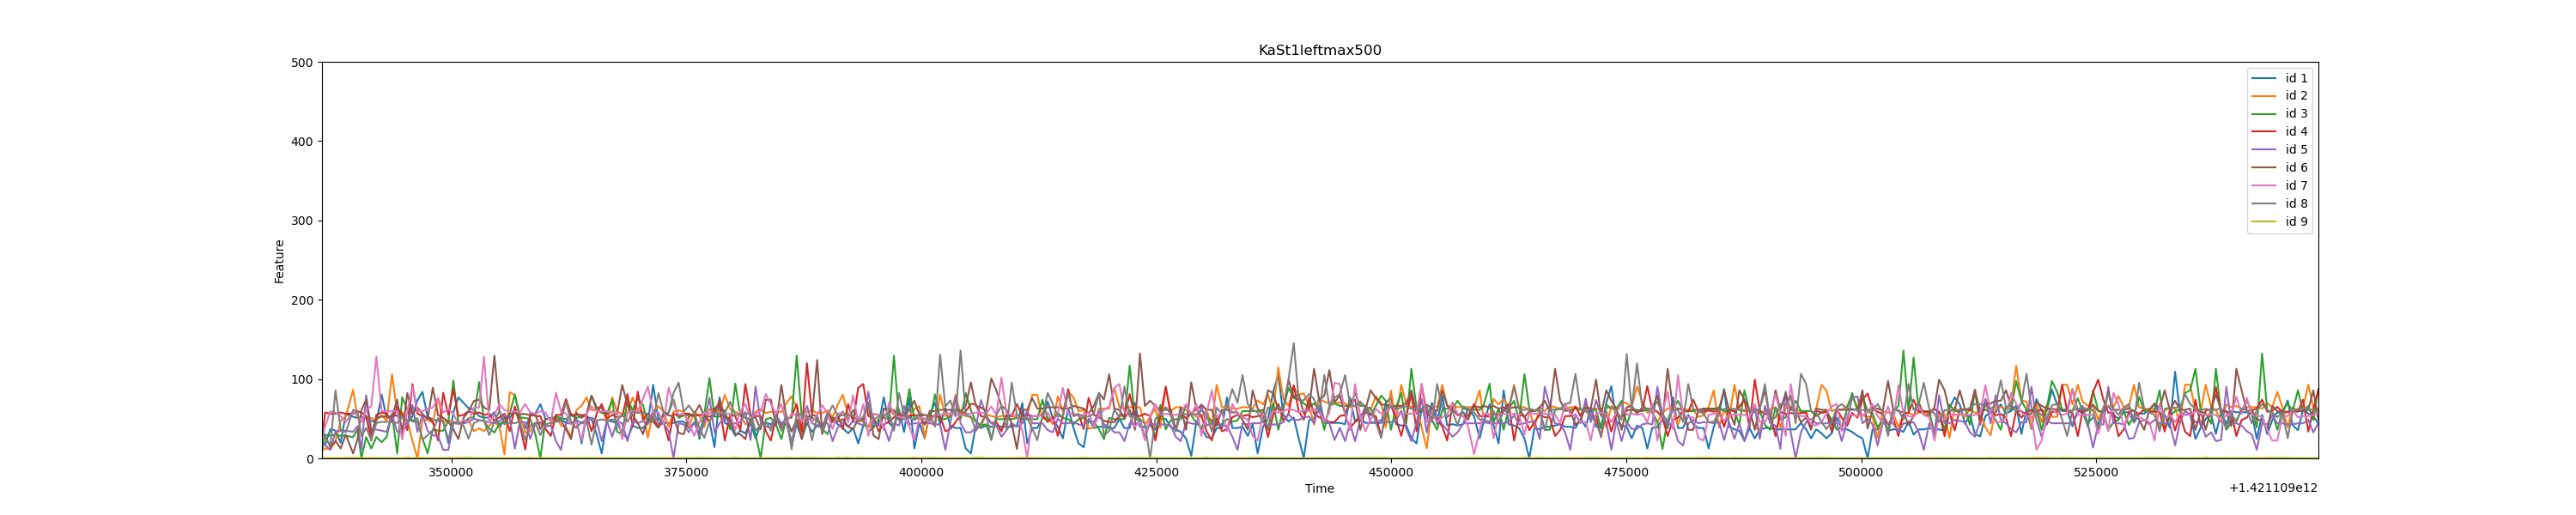 KaSt1leftmax500
500
400
300
200
100
0
Feature
id 1
id 2
id 3
id 4
id 5
id 6
id 7
id 8
id 9
350000 375000 400000 425000 450000 475000 500000 525000
Time
+1.421109e12